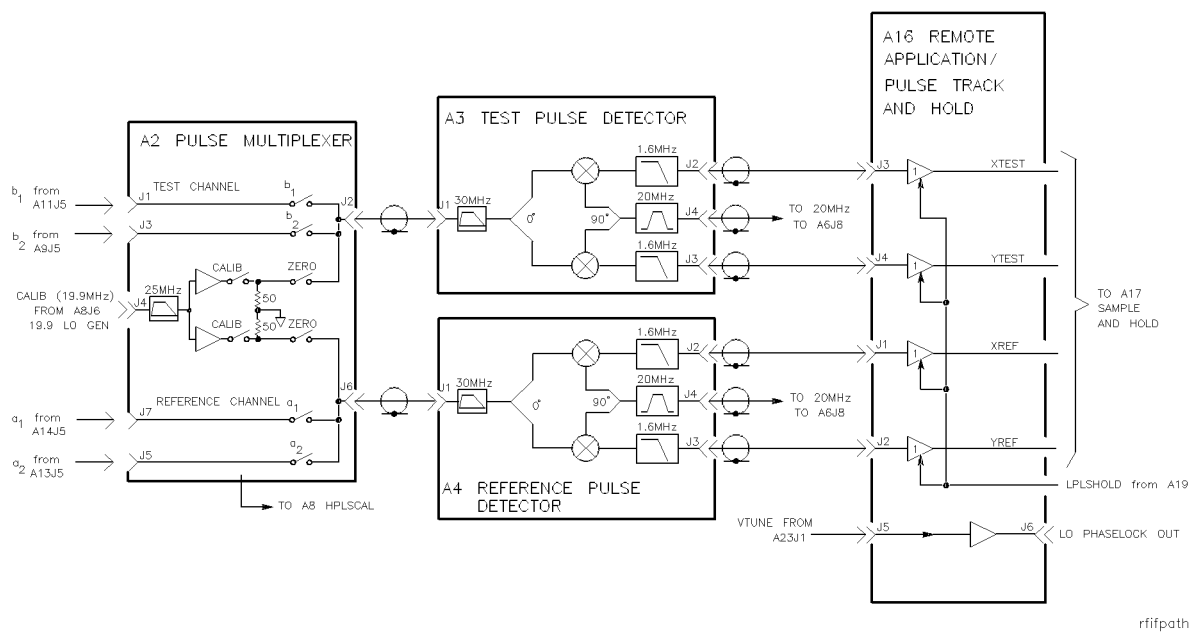 A16 REMOTE
APPLICATION/
PULSE TRACK
AND HOLD
A2 PULSE MULTIPLEXER
A3 TEST PULSE DETECTOR
b1 from
A11J5
J1
TEST CHANNEL
b1
J2
b2 from
A9J5
J3
b2
CALIB (19.9MHz)
FROM A8J6
19.9 LO GEN
J4
25MHz
CALIB
ZERO
50
50
CALIB
ZERO
J6
a1 from
A14J5
J7
REFERENCE CHANNEL
a1
a2 from
A13J5
J5
a2
TO A8 HPLSCAL
J1
30MHz
0°
90°
1.6MHz
J2
20MHz
J4
TO 20MHz
TO A6J8
1.6MHz
J3
J1
30MHz
0°
90°
1.6MHz
J2
20MHz
J4
TO 20MHz
TO A6J8
1.6MHz
J3
A4 REFERENCE PULSE
DETECTOR
J3
1
XTEST
J4
1
YTEST
J1
1
XREF
J2
1
YREF
TO A17
SAMPLE
AND HOLD
LPLSHOLD from A19
VTUNE FROM
A23J1
J5
J6
LO PHASELOCK OUT
rfifpath